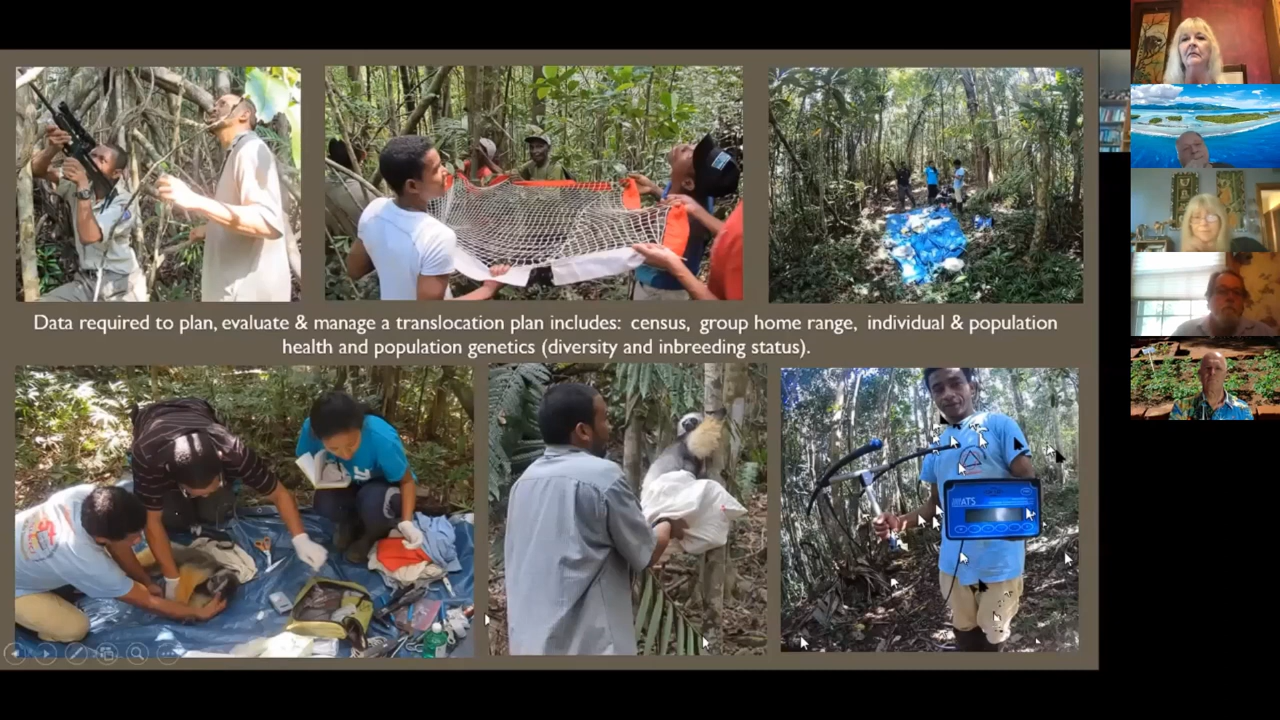 Data required to plan, evaluate & manage a translocation plan includes:  census,  group home range,  individual & population
health and population genetics (diversity and inbreeding status).
ATS